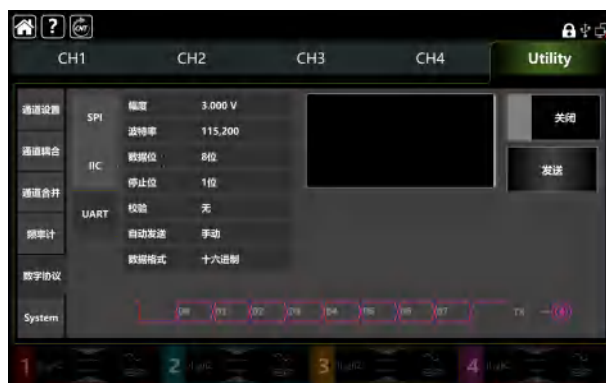 ?
CNT
CH1 CH2 CH3 CH4 Utility
通道设置
通道耦合
通道合并
频率计
数字协议
System
SPI
IIC
UART
幅度 3.000 V
波特率 115,200
数据位 8位
停止位 1位
校验 无
自动发送 手动
数据格式 十六进制
关闭
发送
D0 D1 D2 D3 D4 D5 D6 D7 TX
1 2 3 4